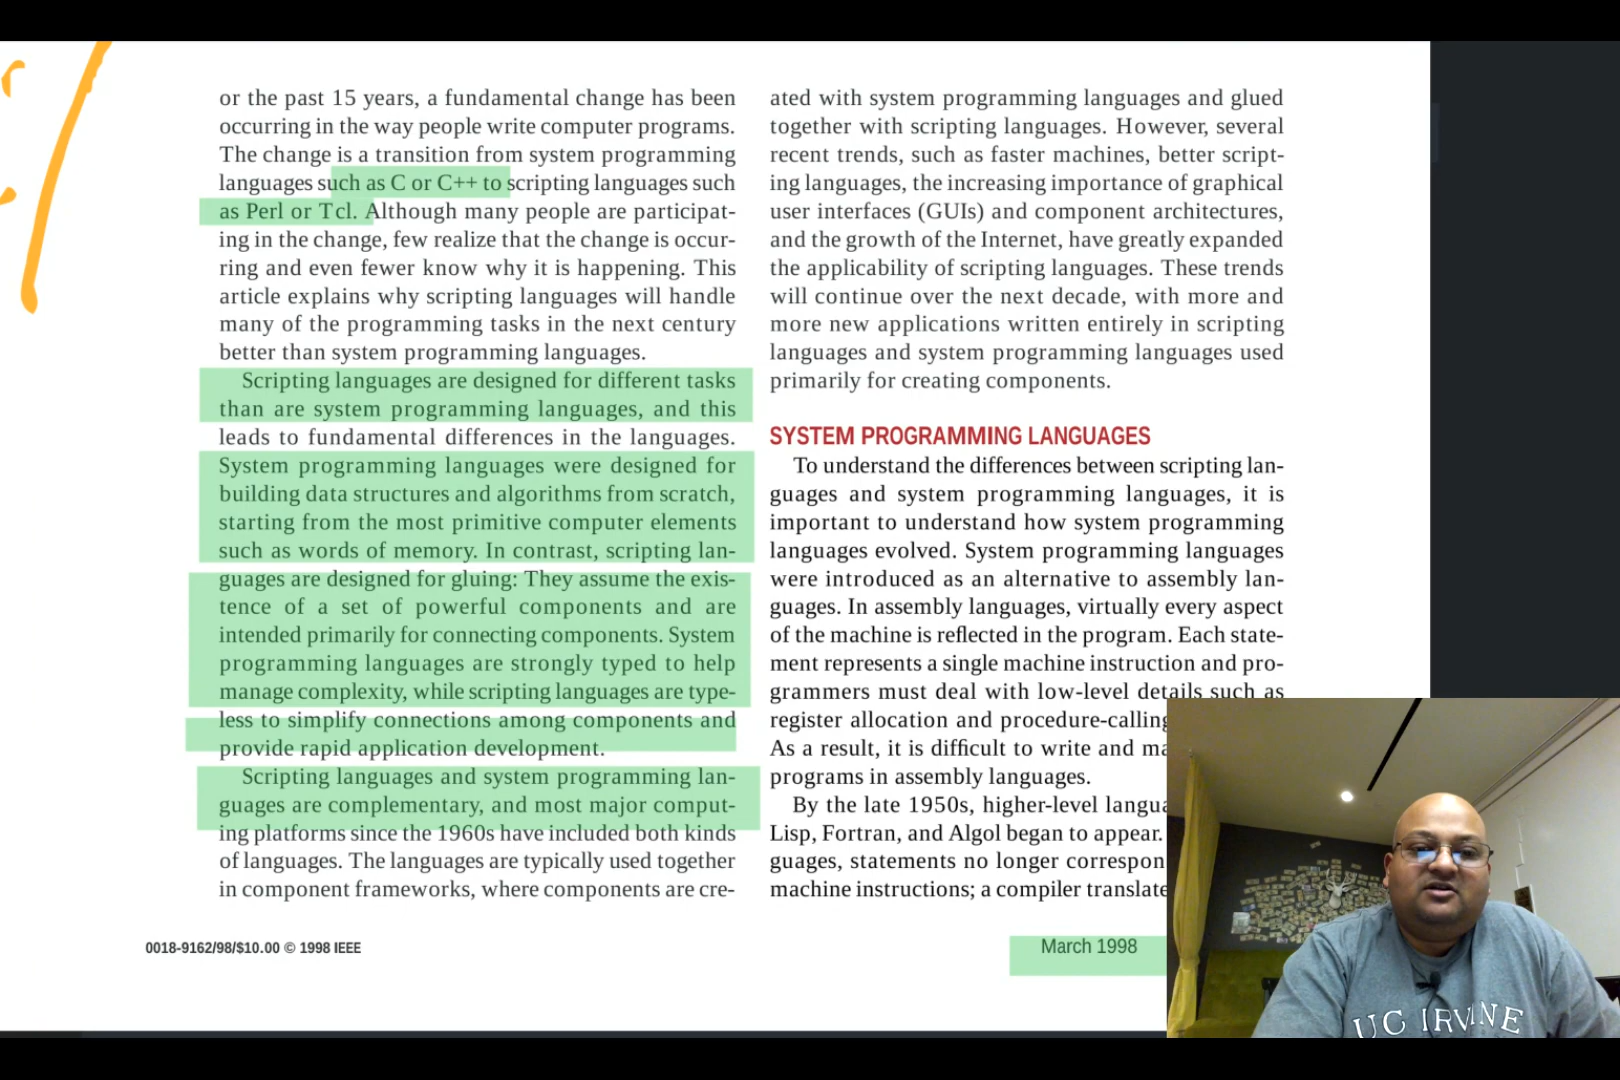 or the past 15 years, a fundamental change has been
occurring in the way people write computer programs.
The change is a transition from system programming
languages such as C or C++ to scripting languages such
as Perl or Tcl. Although many people are participat-
ing in the change, few realize that the change is occur-
ring and even fewer know why it is happening. This
article explains why scripting languages will handle
many of the programming tasks in the next century
better than system programming languages.
Scripting languages are designed for different tasks
than are system programming languages, and this
leads to fundamental differences in the languages.
System programming languages were designed for
building data structures and algorithms from scratch,
starting from the most primitive computer elements
such as words of memory. In contrast, scripting lan-
guages are designed for gluing: They assume the exis-
tence of a set of powerful components and are
intended primarily for connecting components. System
programming languages are strongly typed to help
manage complexity, while scripting languages are type-
less to simplify connections among components and
provide rapid application development.
Scripting languages and system programming lan-
guages are complementary, and most major comput-
ing platforms since the 1960s have included both kinds
of languages. The languages are typically used together
in component frameworks, where components are cre-
ated with system programming languages and glued
together with scripting languages. However, several
recent trends, such as faster machines, better script-
ing languages, the increasing importance of graphical
user interfaces (GUIs) and component architectures,
and the growth of the Internet, have greatly expanded
the applicability of scripting languages. These trends
will continue over the next decade, with more and
more new applications written entirely in scripting
languages and system programming languages used
primarily for creating components.
SYSTEM PROGRAMMING LANGUAGES
To understand the differences between scripting lan-
guages and system programming languages, it is
important to understand how system programming
languages evolved. System programming languages
were introduced as an alternative to assembly lan-
guages. In assembly languages, virtually every aspect
of the machine is reflected in the program. Each state-
ment represents a single machine instruction and pro-
grammers must deal with low-level details such as
register allocation and procedure-calling
As a result, it is difficult to write and ma
programs in assembly languages.
By the late 1950s, higher-level langua
Lisp, Fortran, and Algol began to appear.
guages, statements no longer correspon
machine instructions; a compiler translate
0018-9162/98/$10.00 © 1998 IEEE
March 1998
UC IRVINE